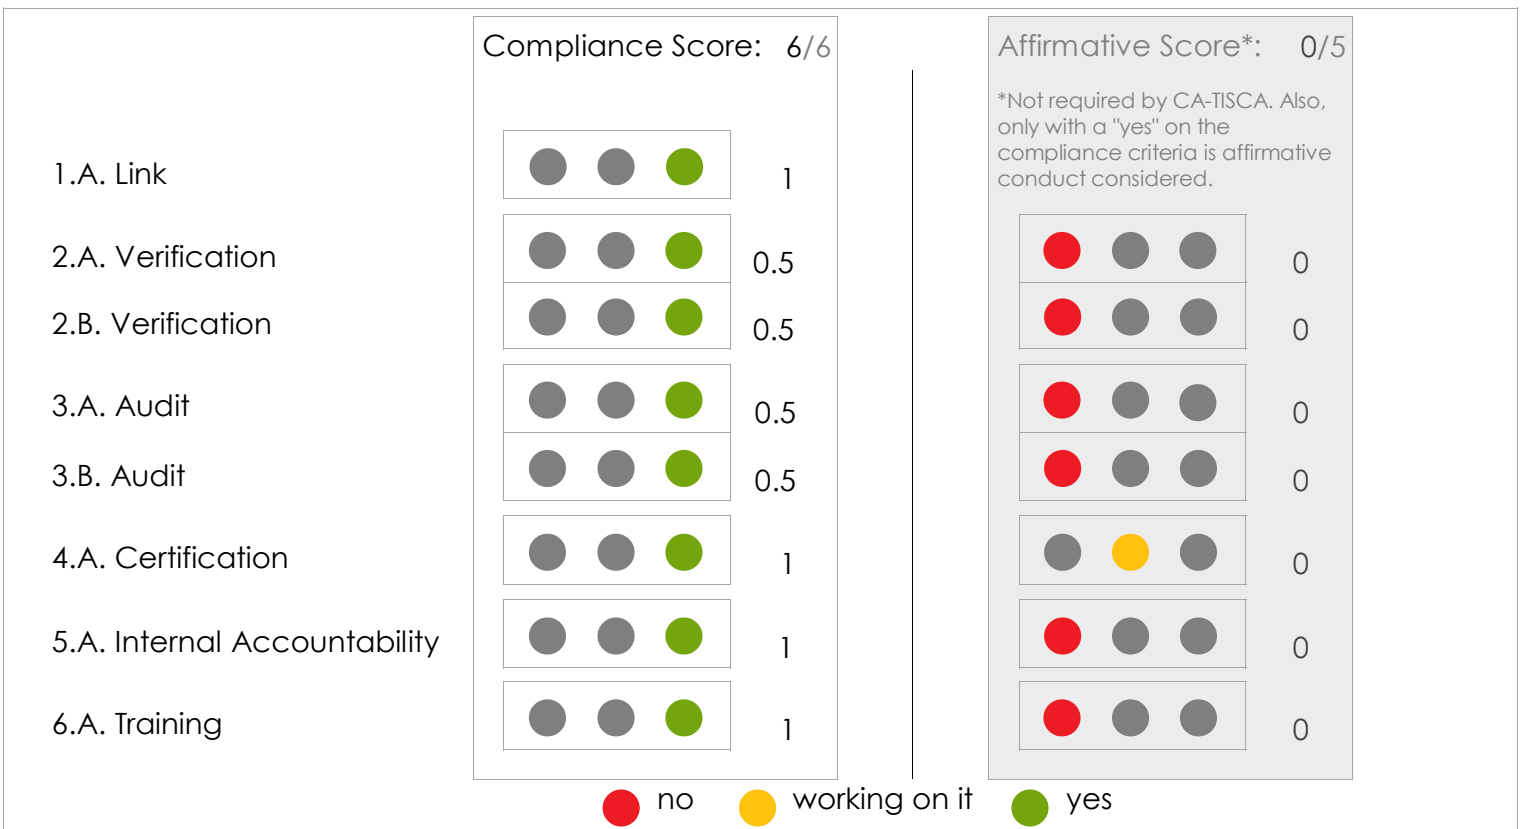 Compliance Score: 6/6
Affirmative Score*: 0/5
*Not required by CA-TISCA. Also,
only with a "yes" on the
compliance criteria is affirmative
conduct considered.
1.A. Link 1
2.A. Verification 0.5 0
2.B. Verification 0.5 0
3.A. Audit 0.5 0
3.B. Audit 0.5 0
4.A. Certification 1 0
5.A. Internal Accountability 1 0
6.A. Training 1 0
no working on it yes